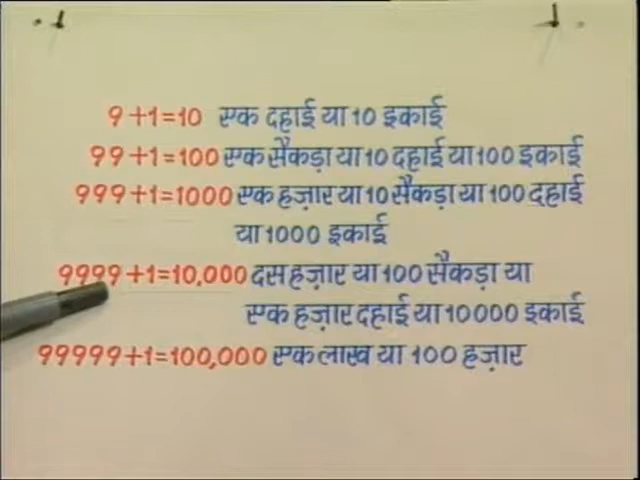 9+1=10 एक दहाई या 10 इकाई
99+1=100 एक सैकड़ा या 10 दहाई या 100 इकाई
999+1=1000 एक हज़ार या 10 सैकड़ा या 100 दहाई
या 1000 इकाई
9999+1=10,000 दस हज़ार या 100 सैकड़ा या
एक हज़ार दहाई या 10000 इकाई
99999+1=100,000 एक लाख या 100 हज़ार